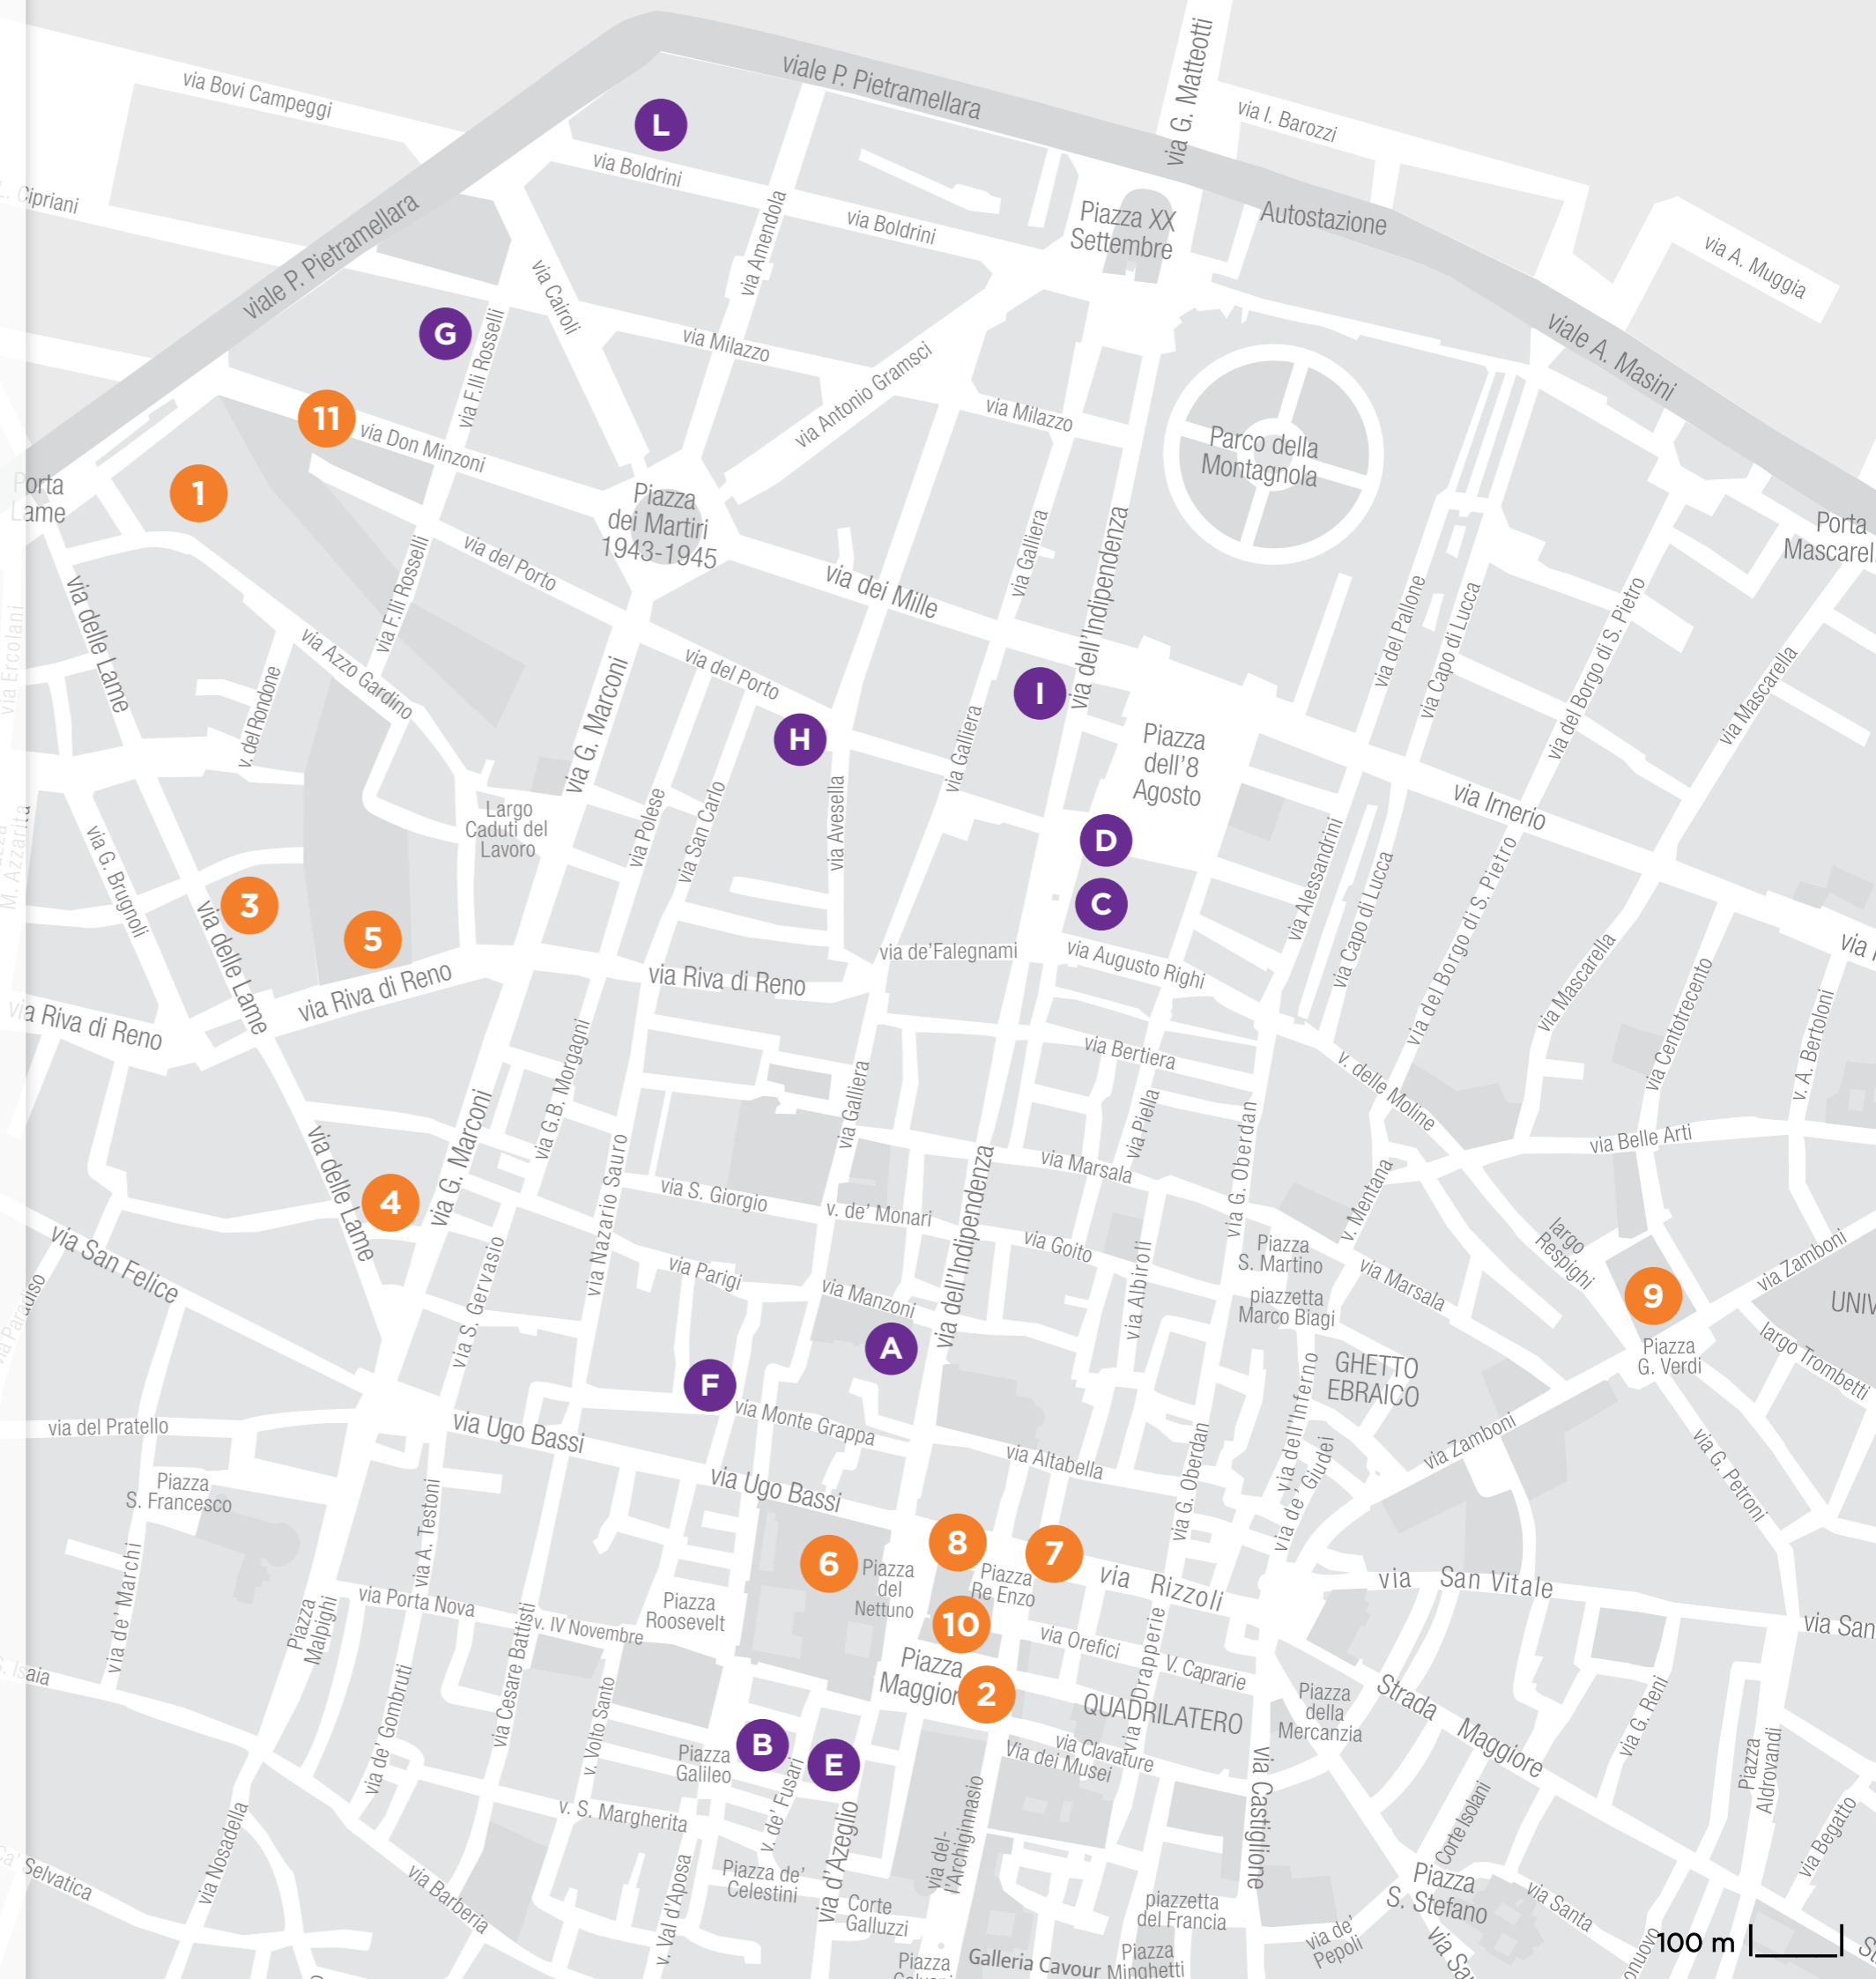 via Bovi Campeggi
viale P. Pietramellara
via G. Matteotti
via I. Barozzi
L
via Boldrini
L. Cipriani
viale P. Pietramellara
via Amendola
via Boldrini
Piazza XX
Settembre
Autostazione
via A. Muggia
via Cairoli
G
via F.lli Rosselli
via Milazzo
via Antonio Gramsci
viale A. Masini
11
via Don Minzoni
via Milazzo
Parco della
Montagnola
Porta
Lame
1
Piazza
dei Martiri
1943-1945
via F.lli Rosselli
via del Porto
via Galliera
via dell'Indipendenza
Porta
Mascarel
via delle Lame
via dei Mille
via del Pallone
via Capo di Lucca
via del Borgo di S. Pietro
via Ercolani
via Azzo Gardino
v. del Rondone
via del Porto
via G. Marconi
I
via Mascarella
H
via Galliera
Piazza
dell'8
Agosto
via Polese
via San Carlo
via Avesella
Largo
Caduti del
Lavoro
via Irnerio
M. Azzarita
via G. Brugnoli
D
via Alessandrini
via Capo di Lucca
via del Borgo di S. Pietro
3
via delle Lame
5
C
via de'Falegnami
via Augusto Righi
via Riva di Reno
via Riva di Reno
via Mascarella
via Centotrecento
v. A. Bertoloni
via Riva di Reno
via G.B. Morgagni
via Galliera
via Bertiera
v. delle Moline
via G. Marconi
via Piella
via G. Oberdan
via Belle Arti
via delle Lame
via Nazario Sauro
via S. Giorgio
via Marsala
v. Mentana
4
v. de' Monari
via dell'Indipendenza
via Goito
via Albiroli
Piazza
S. Martino
piazzetta
Marco Biagi
via Marsala
largo
Respighi
via Zamboni
via San Felice
via Paradiso
via S. Gervasio
via Parigi
via Manzoni
9
UNIV
A
F
GHETTO
EBRAICO
Piazza
G. Verdi
largo Trombetti
via del Pratello
via Ugo Bassi
via Monte Grappa
via Altabella
via G. Oberdan
via dell'Inferno
via de' Giudei
via Zamboni
via G. Petroni
Piazza
S. Francesco
via Ugo Bassi
via A. Testoni
via de' Marchi
6
Piazza
del
Nettuno
8
7
Piazza
Re Enzo
via Rizzoli
via San Vitale
via San
Piazza
Malpighi
via Porta Nova
v. IV Novembre
Piazza
Roosevelt
10
via Orefici
via Drapperie
V. Caprarie
Piazza
Maggior
2
QUADRILATERO
Piazza
della
Mercanzia
Strada Maggiore
via G. Reni
S. Isaia
via de' Gombruti
via Cesare Battisti
v. Volto Santo
B
E
Piazza
Galileo
v. de' Fusari
via Clavature
Via dei Musei
via Castiglione
Piazza
Aldrovandi
via Begatto
v. S. Margherita
via Nosadella
Ca' Selvatica
via Barberia
v. Val d'Aposa
Piazza de'
Celestini
via d'Azeglio
Corte
Galluzzi
via del-
l'Archiginnasio
Corte Isolani
Piazza
S. Stefano
via Santa
piazzetta
del Francia
via de'
Pepoli
Galleria Cavour
Piazza
Minghetti
Piazza
100 m